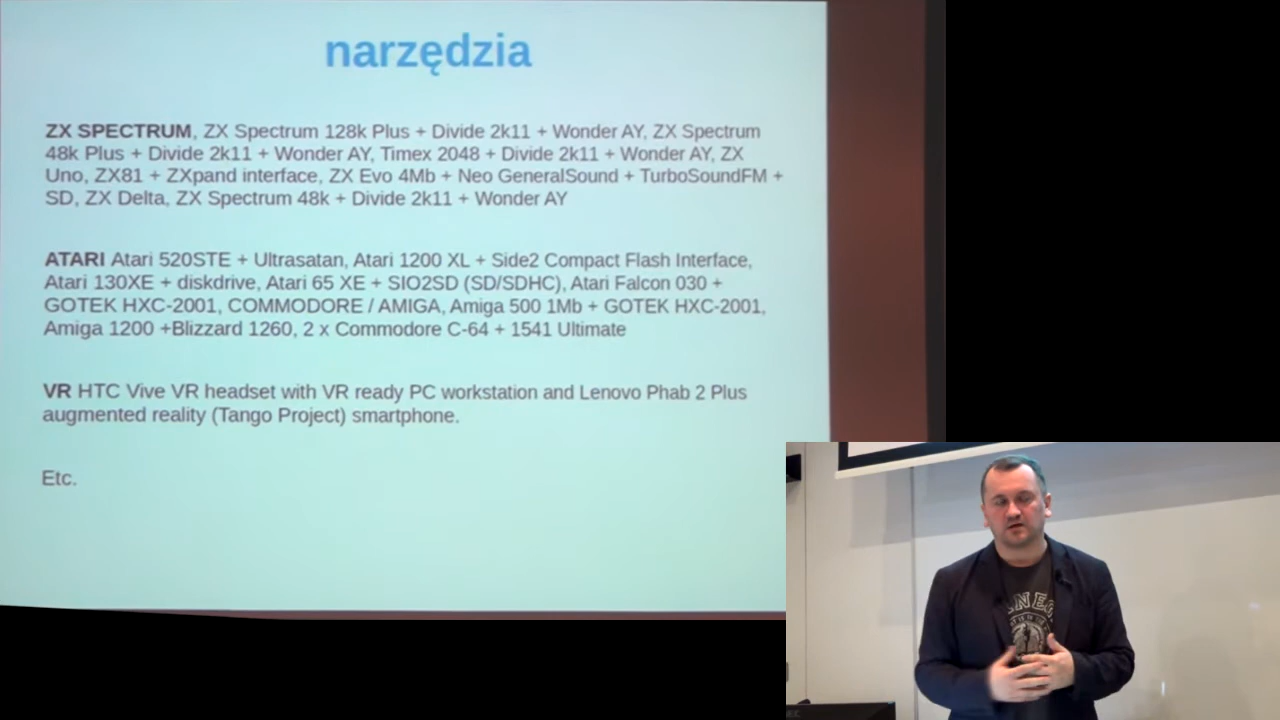 narzędzia
ZX SPECTRUM, ZX Spectrum 128k Plus + Divide 2k11 + Wonder AY, ZX Spectrum
48k Plus + Divide 2k11 + Wonder AY, Timex 2048 + Divide 2k11 + Wonder AY, ZX
Uno, ZX81 + ZXpand interface, ZX Evo 4Mb + Neo GeneralSound + TurboSoundFM +
SD, ZX Delta, ZX Spectrum 48k + Divide 2k11 + Wonder AY
ATARI Atari 520STE + Ultrasatan, Atari 1200 XL + Side2 Compact Flash Interface,
Atari 130XE + diskdrive, Atari 65 XE + SIO2SD (SD/SDHC), Atari Falcon 030 +
GOTEK HXC-2001, COMMODORE / AMIGA, Amiga 500 1Mb + GOTEK HXC-2001,
Amiga 1200 +Blizzard 1260, 2 x Commodore C-64 + 1541 Ultimate
VR HTC Vive VR headset with VR ready PC workstation and Lenovo Phab 2 Plus
augmented reality (Tango Project) smartphone.
Etc.